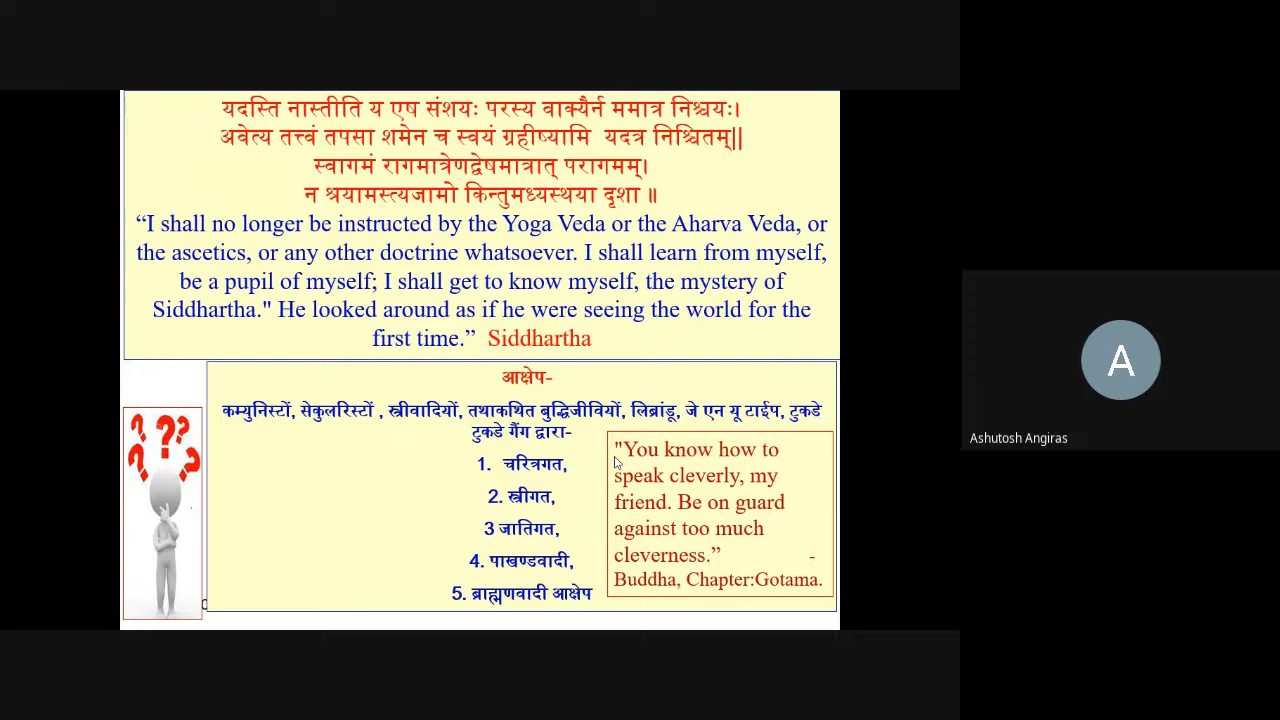 यदस्ति नास्तीति य एष संशयः परस्य वाक्यैर्न ममात्र निश्चयः।
अवेत्य तत्त्वं तपसा शमेन च स्वयं ग्रहीष्यामि यदत्र निश्चितम्||
स्वागमं रागमात्रेणद्वेषमात्रात् परागमम्।
न श्रयामस्त्यजामो किन्तुमध्यस्थया दृशा ॥
“I shall no longer be instructed by the Yoga Veda or the Aharva Veda, or
the ascetics, or any other doctrine whatsoever. I shall learn from myself,
be a pupil of myself; I shall get to know myself, the mystery of
Siddhartha." He looked around as if he were seeing the world for the
first time.” Siddhartha
आक्षेप-
कम्युनिस्टों, सेकुलरिस्टों , स्त्रीवादियों, तथाकथित बुद्धिजीवियों, लिब्रांडू, जे एन यू टाईप, टुकडे
टुकडे गैंग द्वारा-
1. चरित्रगत,
2. स्त्रीगत,
3 जातिगत,
4. पाखण्डवादी,
5. ब्राह्मणवादी आक्षेप
"You know how to
speak cleverly, my
friend. Be on guard
against too much
cleverness.” -
Buddha, Chapter:Gotama.
A
Ashutosh Angiras